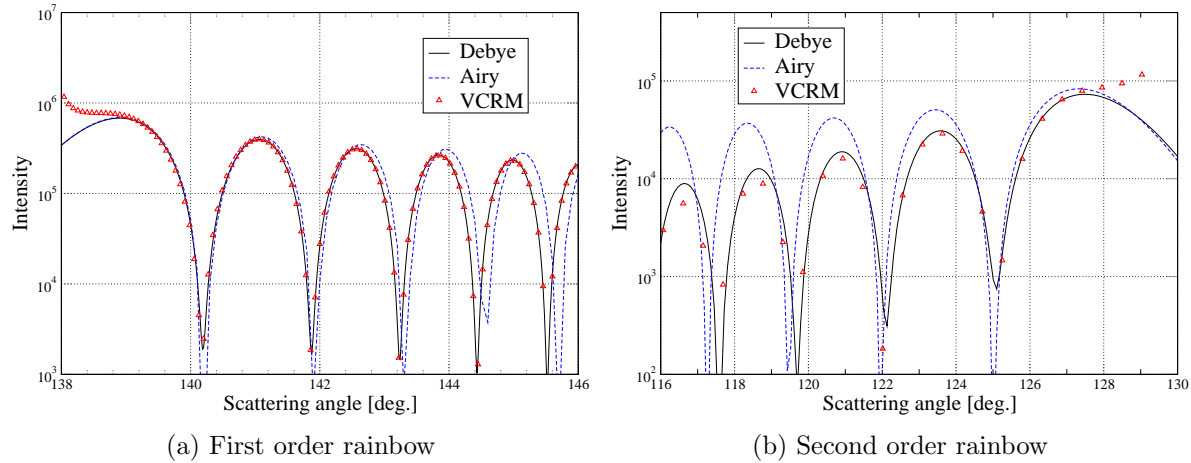 10^7
10^6
10^5
10^4
10^3
Intensity
138
140
142
144
146
Scattering angle [deg.]
Debye
Airy
VCRM
(a) First order rainbow
10^5
10^4
10^3
10^2
Intensity
116
118
120
122
124
126
128
130
Scattering angle [deg.]
Debye
Airy
VCRM
(b) Second order rainbow